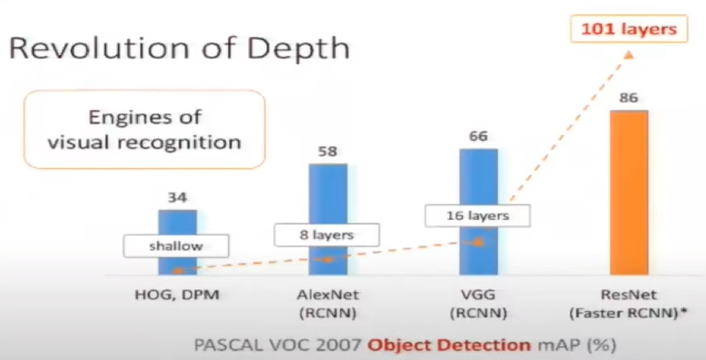 Revolution of Depth
101 layers
Engines of
visual recognition
34
58
66
86
shallow
8 layers
16 layers
HOG, DPM
AlexNet
(RCNN)
VGG
(RCNN)
ResNet
(Faster RCNN)*
PASCAL VOC 2007 Object Detection mAP (%)